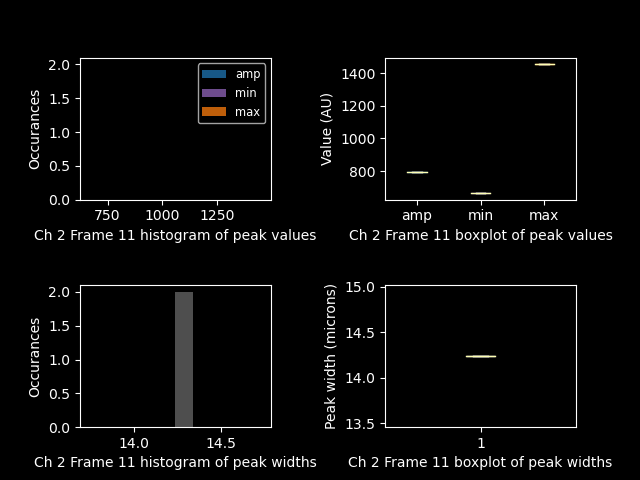 2.0
1.5
1.0
0.5
0.0
Occurances
amp
min
max
750 1000 1250
Ch 2 Frame 11 histogram of peak values
1400
1200
1000
800
Value (AU)
amp min max
Ch 2 Frame 11 boxplot of peak values
2.0
1.5
1.0
0.5
0.0
Occurances
14.0 14.5
Ch 2 Frame 11 histogram of peak widths
15.0
14.5
14.0
13.5
Peak width (microns)
1
Ch 2 Frame 11 boxplot of peak widths